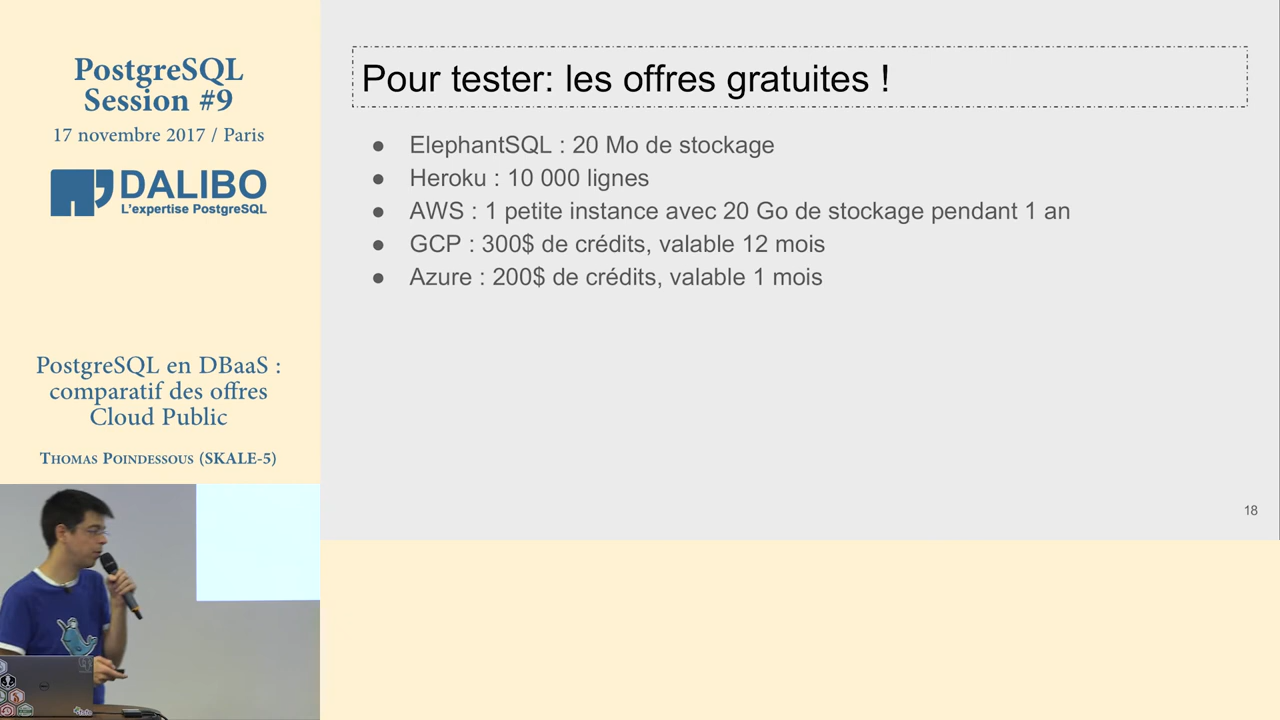 PostgreSQL
Session #9
17 novembre 2017 / Paris
DALIBO
L'expertise PostgreSQL
PostgreSQL en DBaaS :
comparatif des offres
Cloud Public
Thomas Poindessous (SKALE-5)
Pour tester: les offres gratuites !
● ElephantSQL : 20 Mo de stockage
● Heroku : 10 000 lignes
● AWS : 1 petite instance avec 20 Go de stockage pendant 1 an
● GCP : 300$ de crédits, valable 12 mois
● Azure : 200$ de crédits, valable 1 mois
18